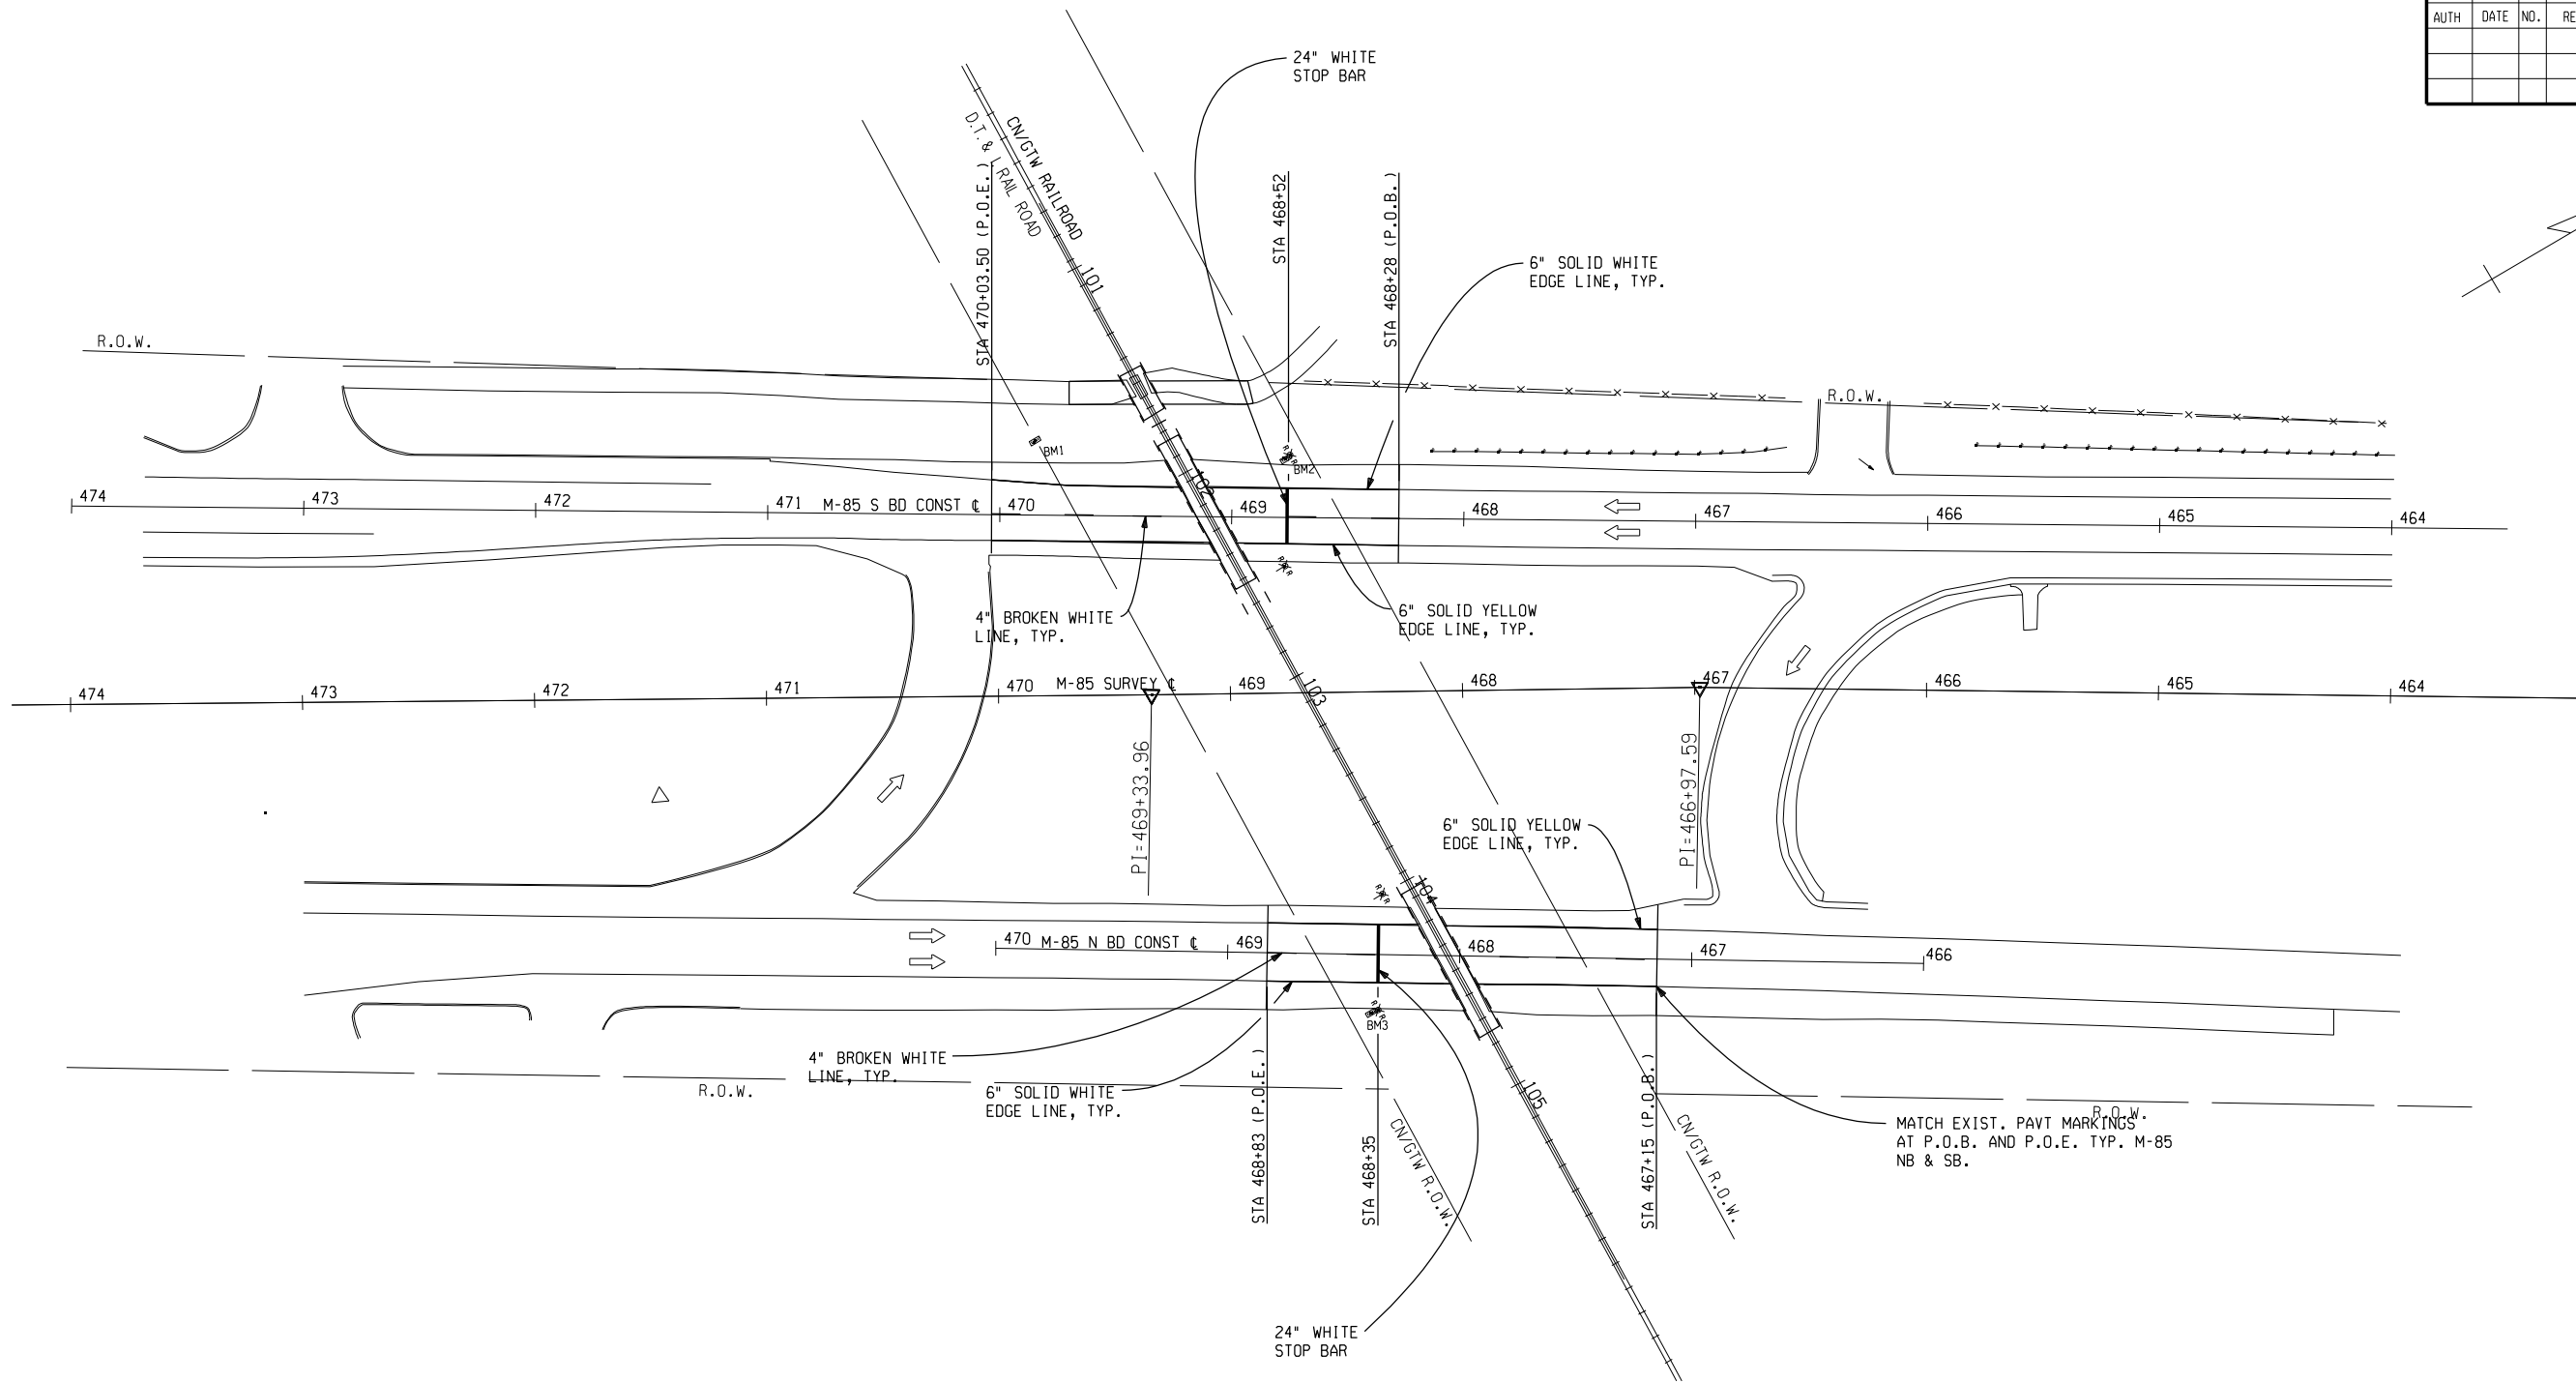 AUTH DATE NO. RE
24" WHITE
STOP BAR
CN/GTW RAILROAD
D.T. & I. RAIL ROAD
STA 470+03.50 (P.O.E. )
STA 468+52
STA 468+28 (P.O.B. )
6" SOLID WHITE
EDGE LINE, TYP.
101
R.O.W.
R.O.W.
BM1
BM2
102
474 473 472 471 M-85 S BD CONST ℄ 470 469 468 467 466 465 464
4" BROKEN WHITE
LINE, TYP.
6" SOLID YELLOW
EDGE LINE, TYP.
474 473 472 471 470 M-85 SURVEY ℄ 469 468 467 466 465 464
103
PI=469+33.96
PI=466+97.59
6" SOLID YELLOW
EDGE LINE, TYP.
104
470 M-85 N BD CONST ℄ 469 468 467 466
BM3
4" BROKEN WHITE
LINE, TYP.
R.O.W.
6" SOLID WHITE
EDGE LINE, TYP.
STA 468+83 (P.O.E. )
STA 468+35
STA 467+15 (P.O.B. )
105
CN/GTW R.O.W.
CN/GTW R.O.W.
R.O.W.
MATCH EXIST. PAVT MARKINGS
AT P.O.B. AND P.O.E. TYP. M-85
NB & SB.
24" WHITE
STOP BAR